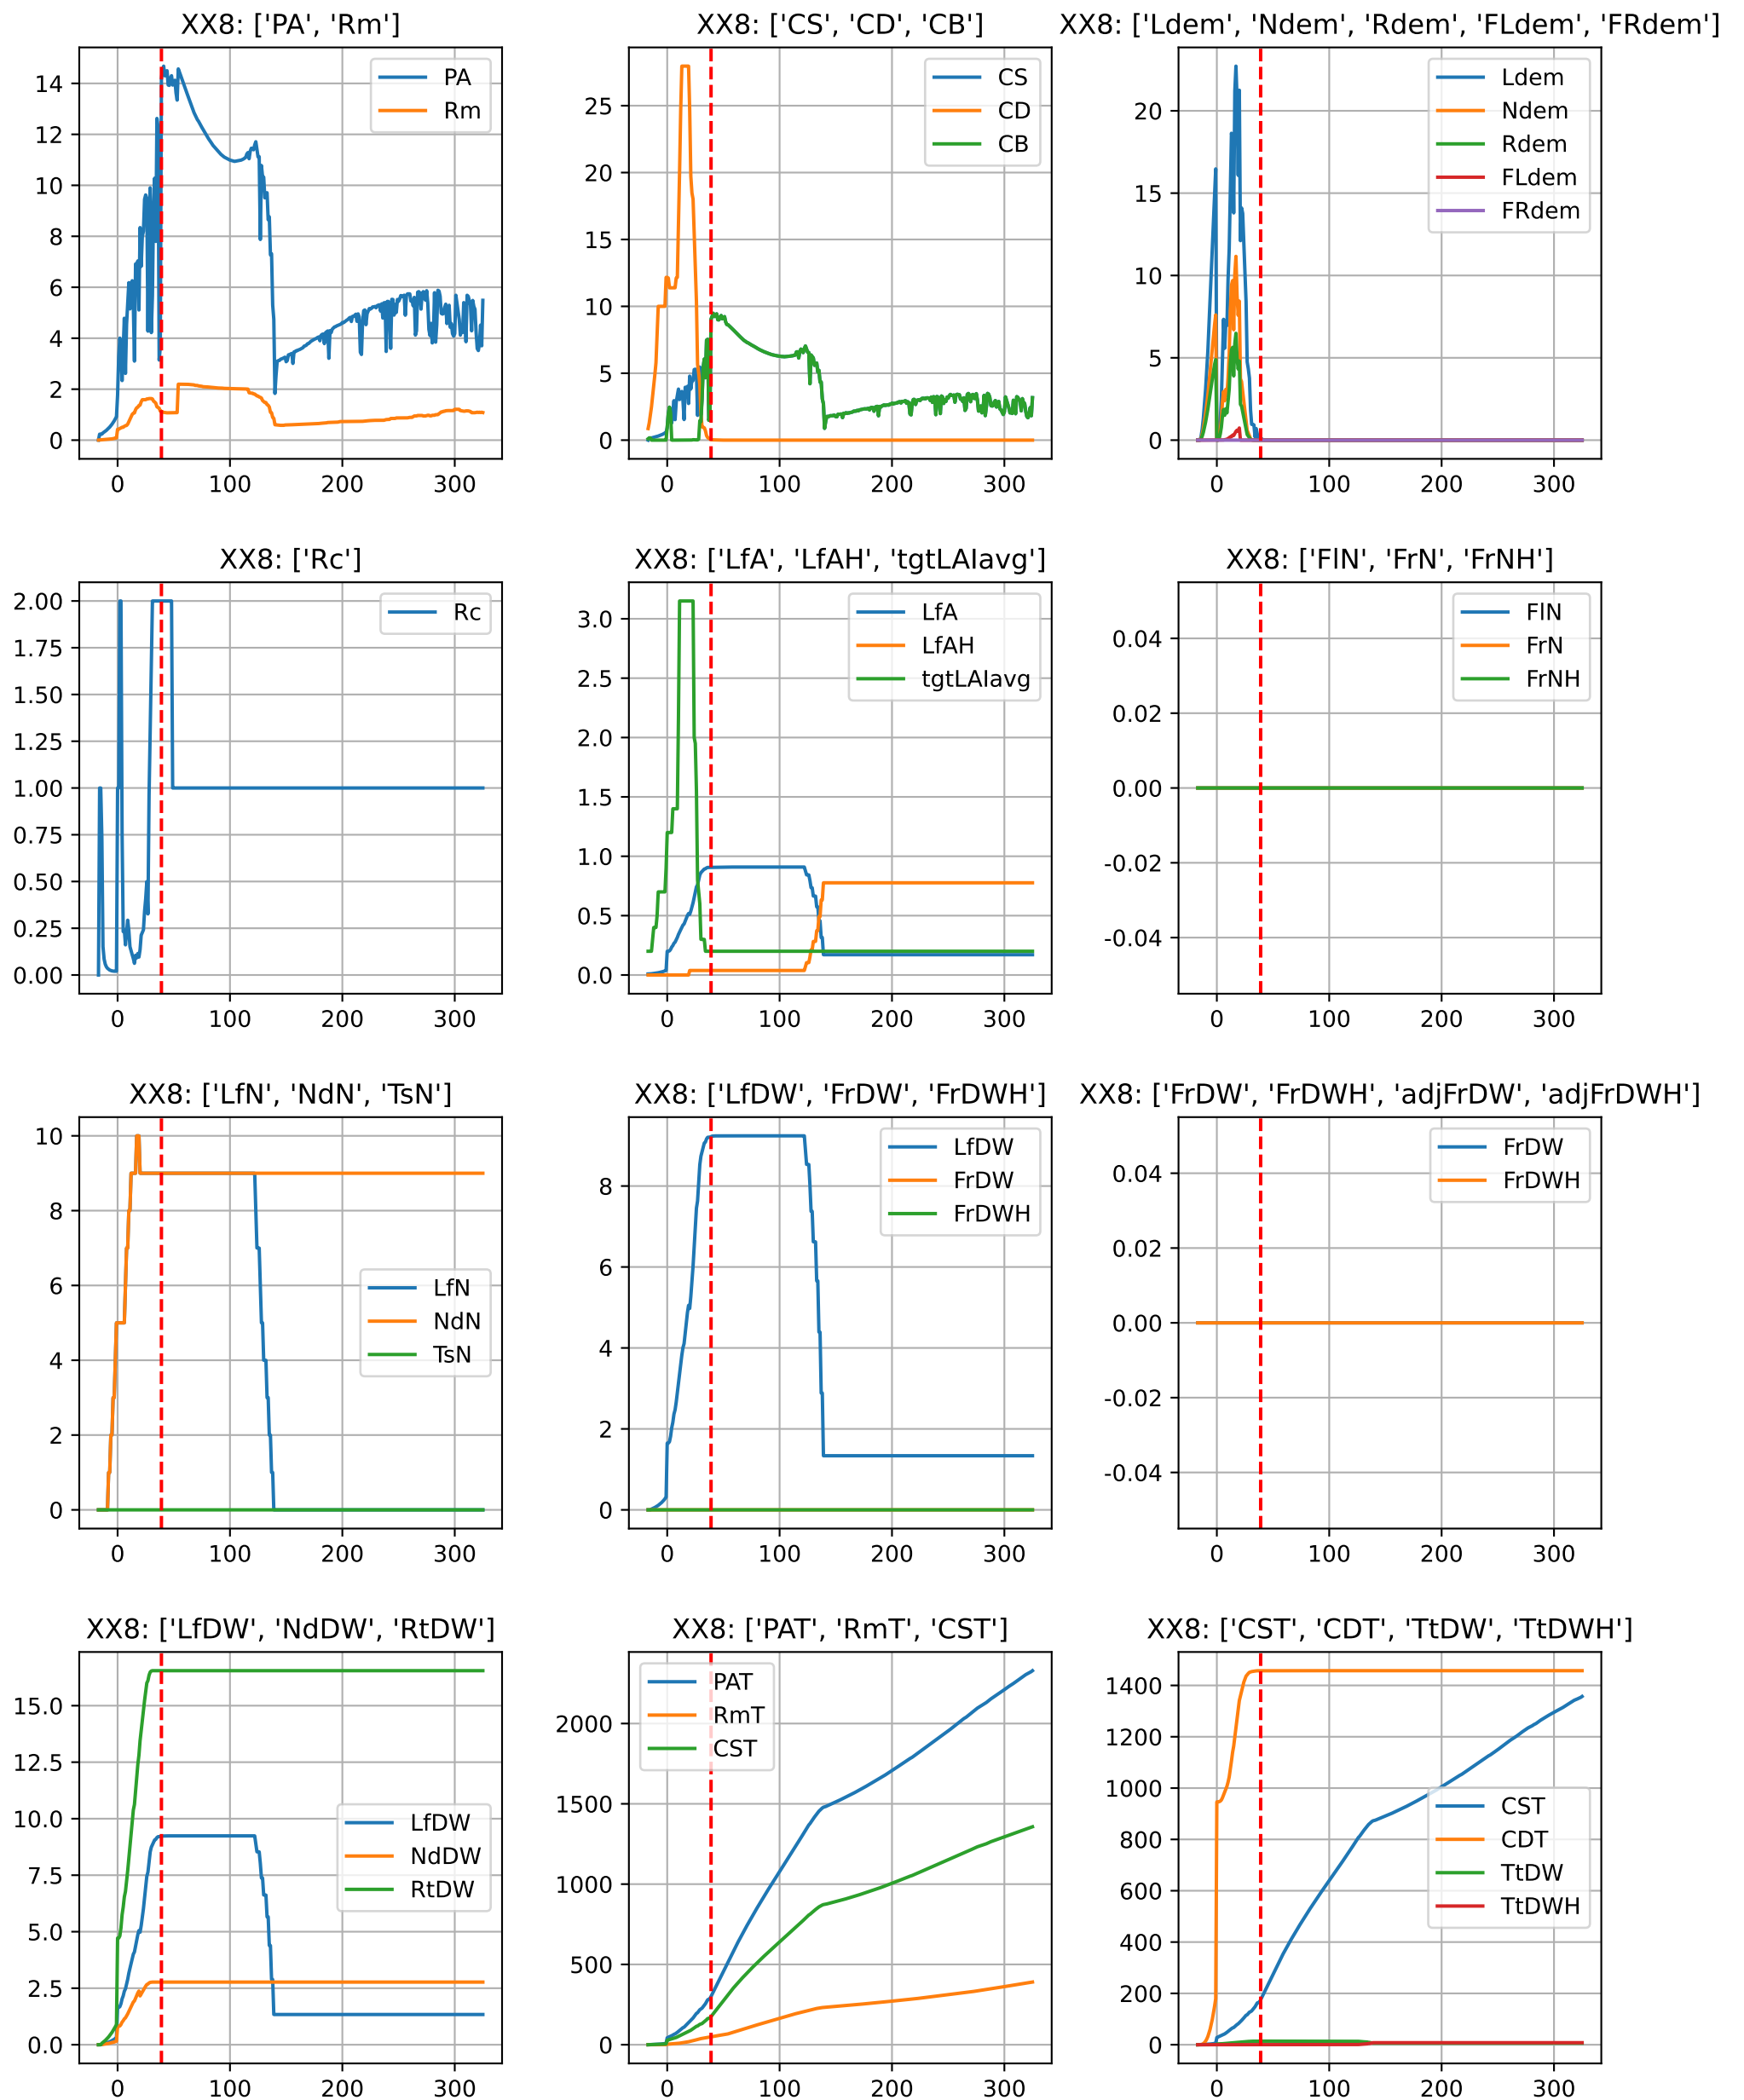 XX8: ['PA', 'Rm']
PA
Rm
14
12
10
8
6
4
2
0
0 100 200 300
XX8: ['CS', 'CD', 'CB']
CS
CD
CB
25
20
15
10
5
0
0 100 200 300
XX8: ['Ldem', 'Ndem', 'Rdem', 'FLdem', 'FRdem']
Ldem
Ndem
Rdem
FLdem
FRdem
20
15
10
5
0
0 100 200 300
XX8: ['Rc']
Rc
2.00
1.75
1.50
1.25
1.00
0.75
0.50
0.25
0.00
0 100 200 300
XX8: ['LfA', 'LfAH', 'tgtLAIavg']
LfA
LfAH
tgtLAIavg
3.0
2.5
2.0
1.5
1.0
0.5
0.0
0 100 200 300
XX8: ['FlN', 'FrN', 'FrNH']
FlN
FrN
FrNH
0.04
0.02
0.00
-0.02
-0.04
0 100 200 300
XX8: ['LfN', 'NdN', 'TsN']
LfN
NdN
TsN
10
8
6
4
2
0
0 100 200 300
XX8: ['LfDW', 'FrDW', 'FrDWH']
LfDW
FrDW
FrDWH
8
6
4
2
0
0 100 200 300
XX8: ['FrDW', 'FrDWH', 'adjFrDW', 'adjFrDWH']
FrDW
FrDWH
0.04
0.02
0.00
-0.02
-0.04
0 100 200 300
XX8: ['LfDW', 'NdDW', 'RtDW']
LfDW
NdDW
RtDW
15.0
12.5
10.0
7.5
5.0
2.5
0.0
0 100 200 300
XX8: ['PAT', 'RmT', 'CST']
PAT
RmT
CST
2000
1500
1000
500
0
0 100 200 300
XX8: ['CST', 'CDT', 'TtDW', 'TtDWH']
CST
CDT
TtDW
TtDWH
1400
1200
1000
800
600
400
200
0
0 100 200 300